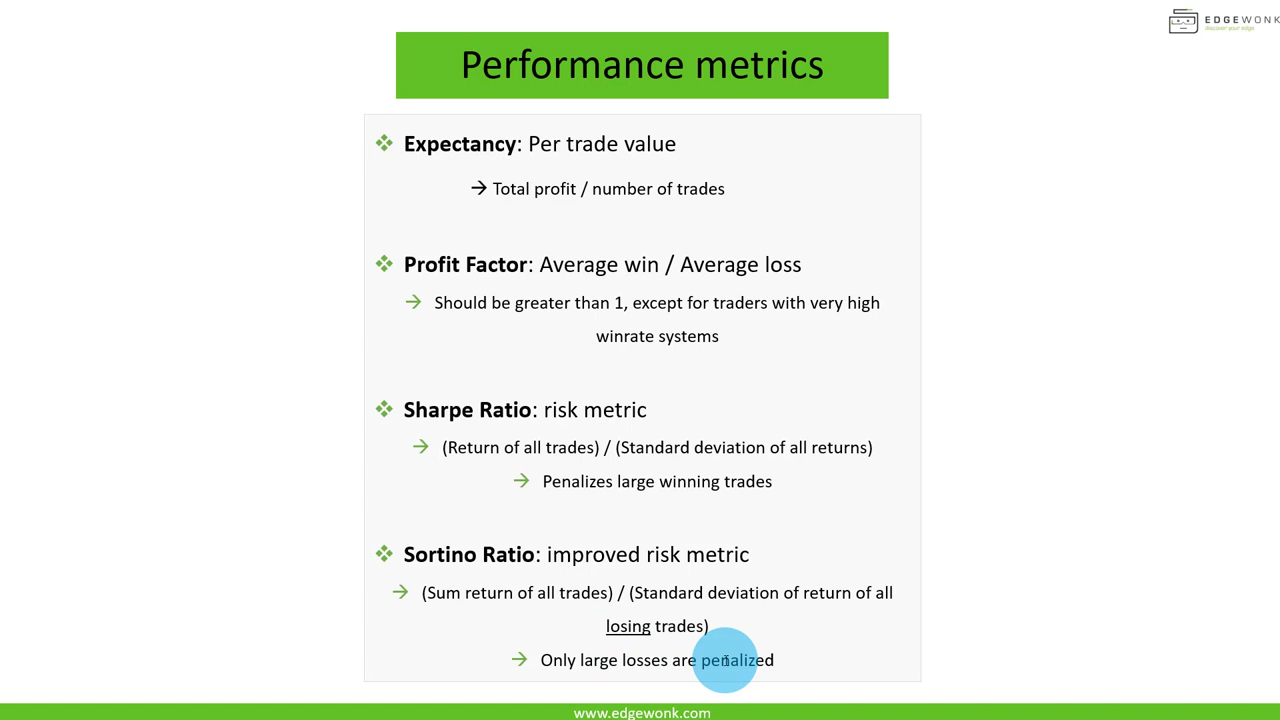 EDGEWONK
discover your edge
Performance metrics
❖ Expectancy: Per trade value
→ Total profit / number of trades
❖ Profit Factor: Average win / Average loss
→ Should be greater than 1, except for traders with very high
winrate systems
❖ Sharpe Ratio: risk metric
→ (Return of all trades) / (Standard deviation of all returns)
→ Penalizes large winning trades
❖ Sortino Ratio: improved risk metric
→ (Sum return of all trades) / (Standard deviation of return of all
losing trades)
→ Only large losses are penalized
www.edgewonk.com